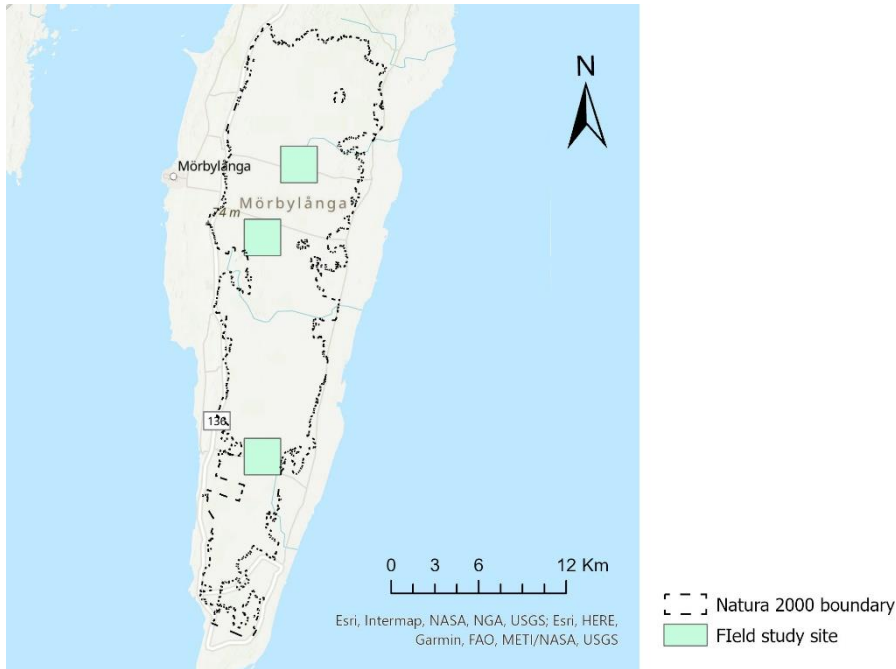 N
Mörbylånga
74 m
Mörbylånga
136
0 3 6 12 Km
Esri, Intermap, NASA, NGA, USGS; Esri, HERE,
Garmin, FAO, METI/NASA, USGS
Natura 2000 boundary
FIeld study site